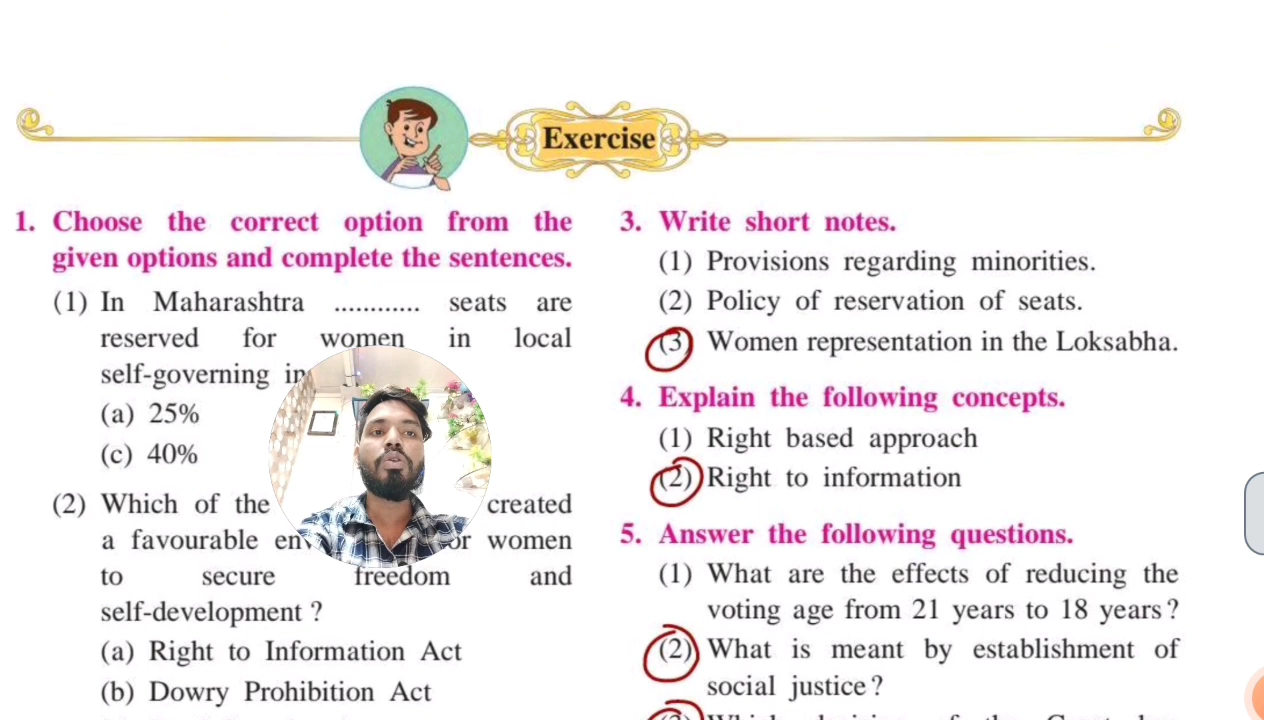 Exercise
1. Choose the correct option from the
given options and complete the sentences.
(1) In Maharashtra ............ seats are
reserved for women in local
self-governing
(a) 25%
(c) 40%
(2) Which of the created
a favourable women
to secure freedom and
self-development ?
(a) Right to Information Act
(b) Dowry Prohibition Act
3. Write short notes.
(1) Provisions regarding minorities.
(2) Policy of reservation of seats.
(3) Women representation in the Loksabha.
4. Explain the following concepts.
(1) Right based approach
(2) Right to information
5. Answer the following questions.
(1) What are the effects of reducing the
voting age from 21 years to 18 years ?
(2) What is meant by establishment of
social justice ?